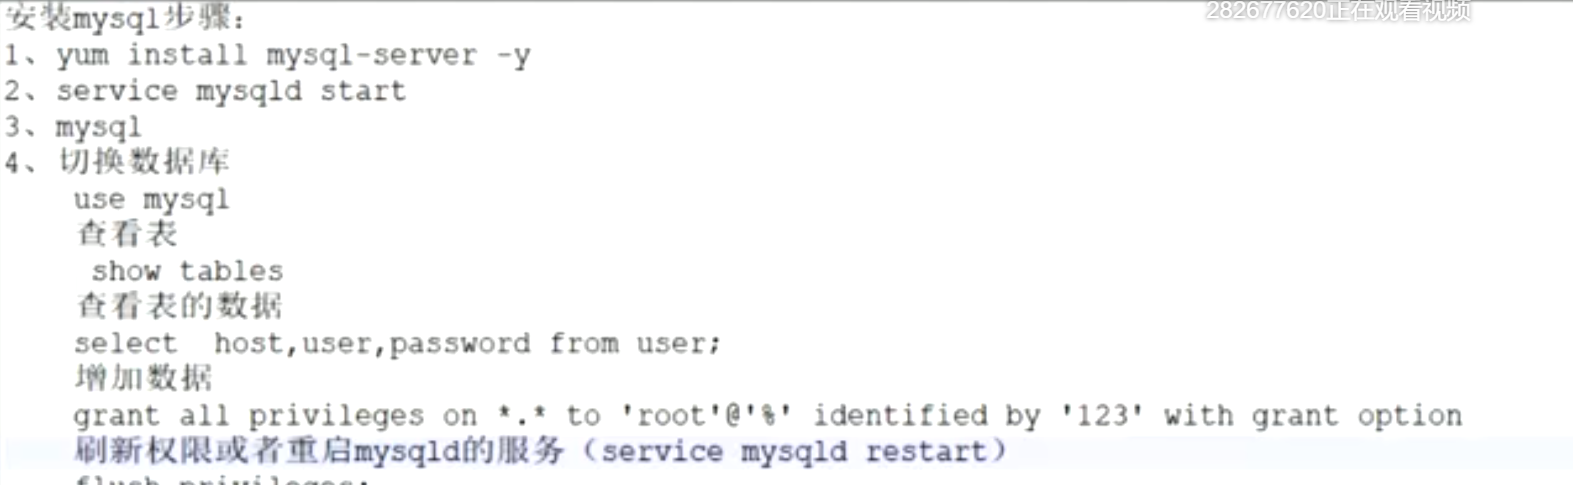 282677620正在观看视频
安装mysql步骤：
1、yum install mysql-server -y
2、service mysqld start
3、mysql
4、切换数据库
use mysql
查看表
show tables
查看表的数据
select  host,user,password from user;
增加数据
grant all privileges on *.* to 'root'@'%' identified by '123' with grant option
刷新权限或者重启mysqld的服务（service mysqld restart）
flush privileges;